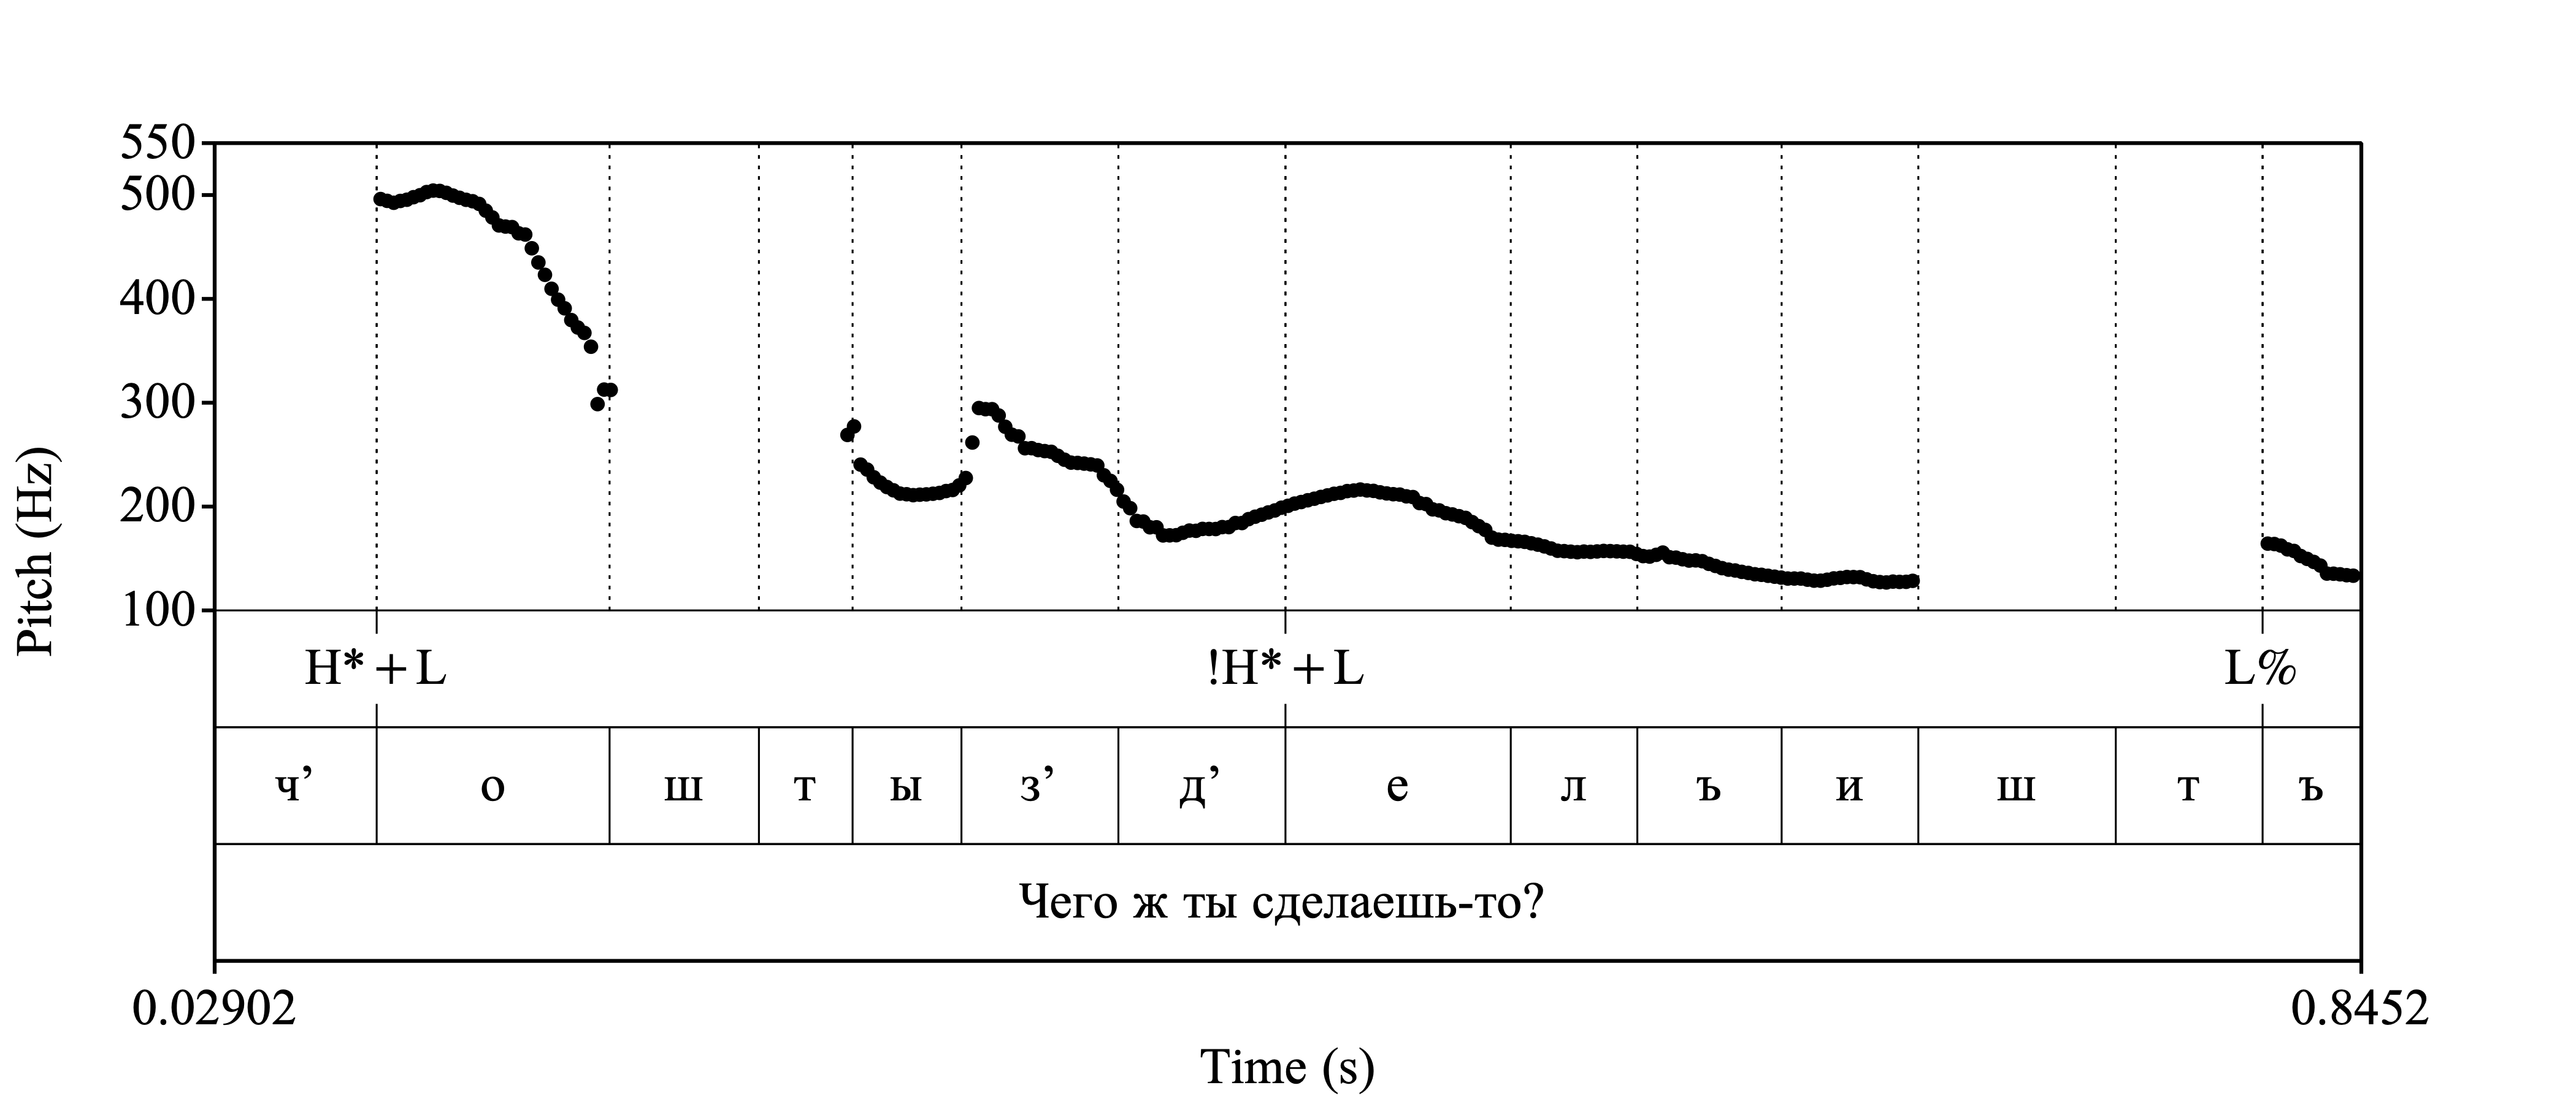 550
500
400
300
200
100
Pitch (Hz)
H*+L !H*+L L%
ч’ о ш т ы з’ д’ е л ъ и ш т ъ
Чего ж ты сделаешь-то?
0.02902 0.8452
Time (s)